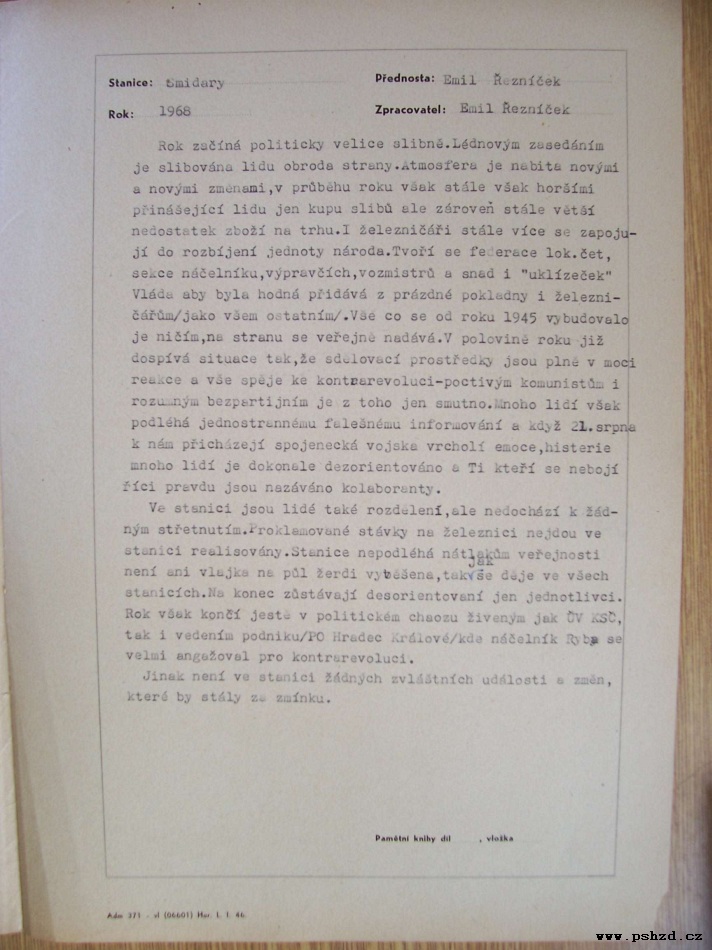 Stanice: Smidary
Přednosta: Emil Řezníček
Rok: 1968
Zpracovatel: Emil Řezníček
Rok začíná politicky velice slibně.Lédnovým zasedáním
je slibována lidu obroda strany.Atmosfera je nabita novými
a novými změnami,v průběhu roku však stále však horšími
přinášející lidu jen kupu slibů ale zároveň stále větší
nedostatek zboží na trhu.I železničáři stále více se zapoju-
jí do rozbíjení jednoty národa.Tvoří se federace lok.čet,
sekce náčelníku,výpravčích,vozmistrů a snad i "uklízeček"
Vláda aby byla hodná přidává z prázdné pokladny i železni-
čářům/jako všem ostatním/.Vše co se od roku 1945 vybudovalo
je ničím,na stranu se veřejně nadává.V polovině roku již
dospívá situace tak,že sdělovací prostředky jsou plně v moci
reakce a vše spěje ke kontrarevoluci-poctivým komunistům i
rozumným bezpartijním je z toho jen smutno.Mnoho lidí však
podléhá jednostrannému falešnému informování a když 21.srpna
k nám přicházejí spojenecká vojska vrcholí emoce,histerie
mnoho lidí je dokonale dezorientováno a Ti kteří se nebojí
říci pravdu jsou nazáváno kolaboranty.
Ve stanici jsou lidé také rozdelení,ale nedochází k žád-
ným střetnutím.Proklamované stávky na železnici nejdou ve
stanici realisovány.Stanice nepodléhá nátlakům veřejnosti
jak
není ani vlajka na půl žerdi vyvěšena,tak se děje ve všech
stanicích.Na konec zůstávají desorientovaní jen jednotlivci.
Rok však končí jestě v politickém chaozu živeným jak ÚV KSČ,
tak i vedením podniku/PO Hradec Králové/kde náčelník Ryba se
velmi angažoval pro kontrarevoluci.
Jinak není ve stanici žádných zvláštních události a změn,
které by stály za zmínku.
Pamětní knihy díl , vložka
Adm 371 - sl (06601) Har. I. 1. 46.
www.pshzd.cz